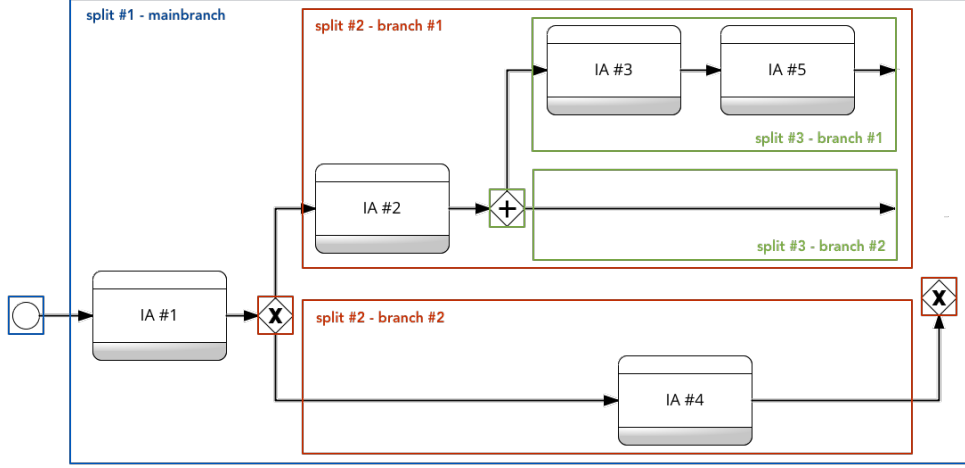 split #1 - mainbranch
split #2 - branch #1
IA #3
IA #5
split #3 - branch #1
IA #2
+
split #3 - branch #2
IA #1
X
X
split #2 - branch #2
IA #4